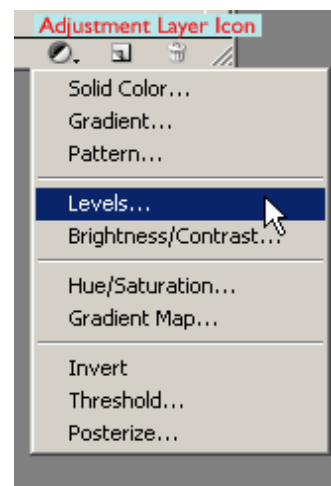 Adjustment Layer Icon
Solid Color...
Gradient...
Pattern...
Levels...
Brightness/Contrast...
Hue/Saturation...
Gradient Map...
Invert
Threshold...
Posterize...